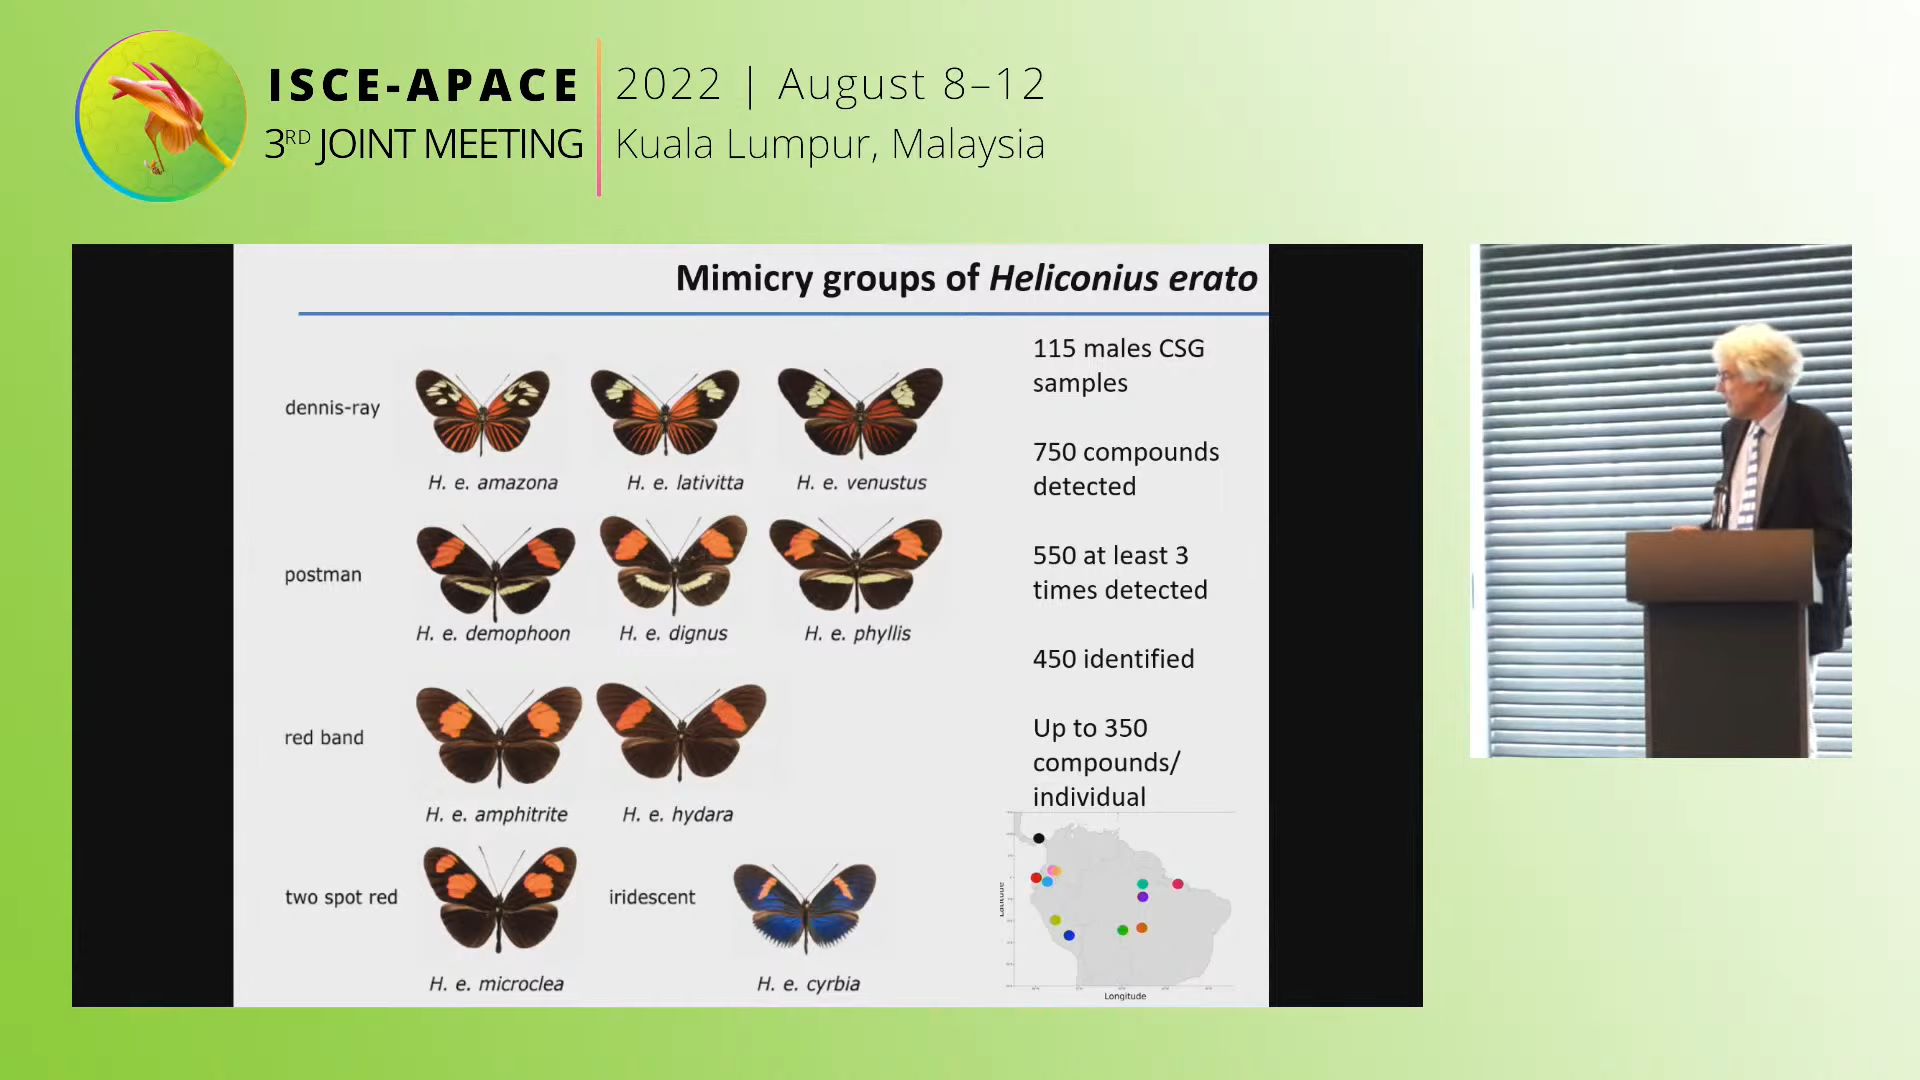 ISCE-APACE
3RD JOINT MEETING
2022 | August 8–12
Kuala Lumpur, Malaysia
Mimicry groups of Heliconius erato
dennis-ray
H. e. amazona
H. e. lativitta
H. e. venustus
postman
H. e. demophoon
H. e. dignus
H. e. phyllis
red band
H. e. amphitrite
H. e. hydara
two spot red
H. e. microclea
iridescent
H. e. cyrbia
115 males CSG
samples
750 compounds
detected
550 at least 3
times detected
450 identified
Up to 350
compounds/
individual
Latitude
Longitude